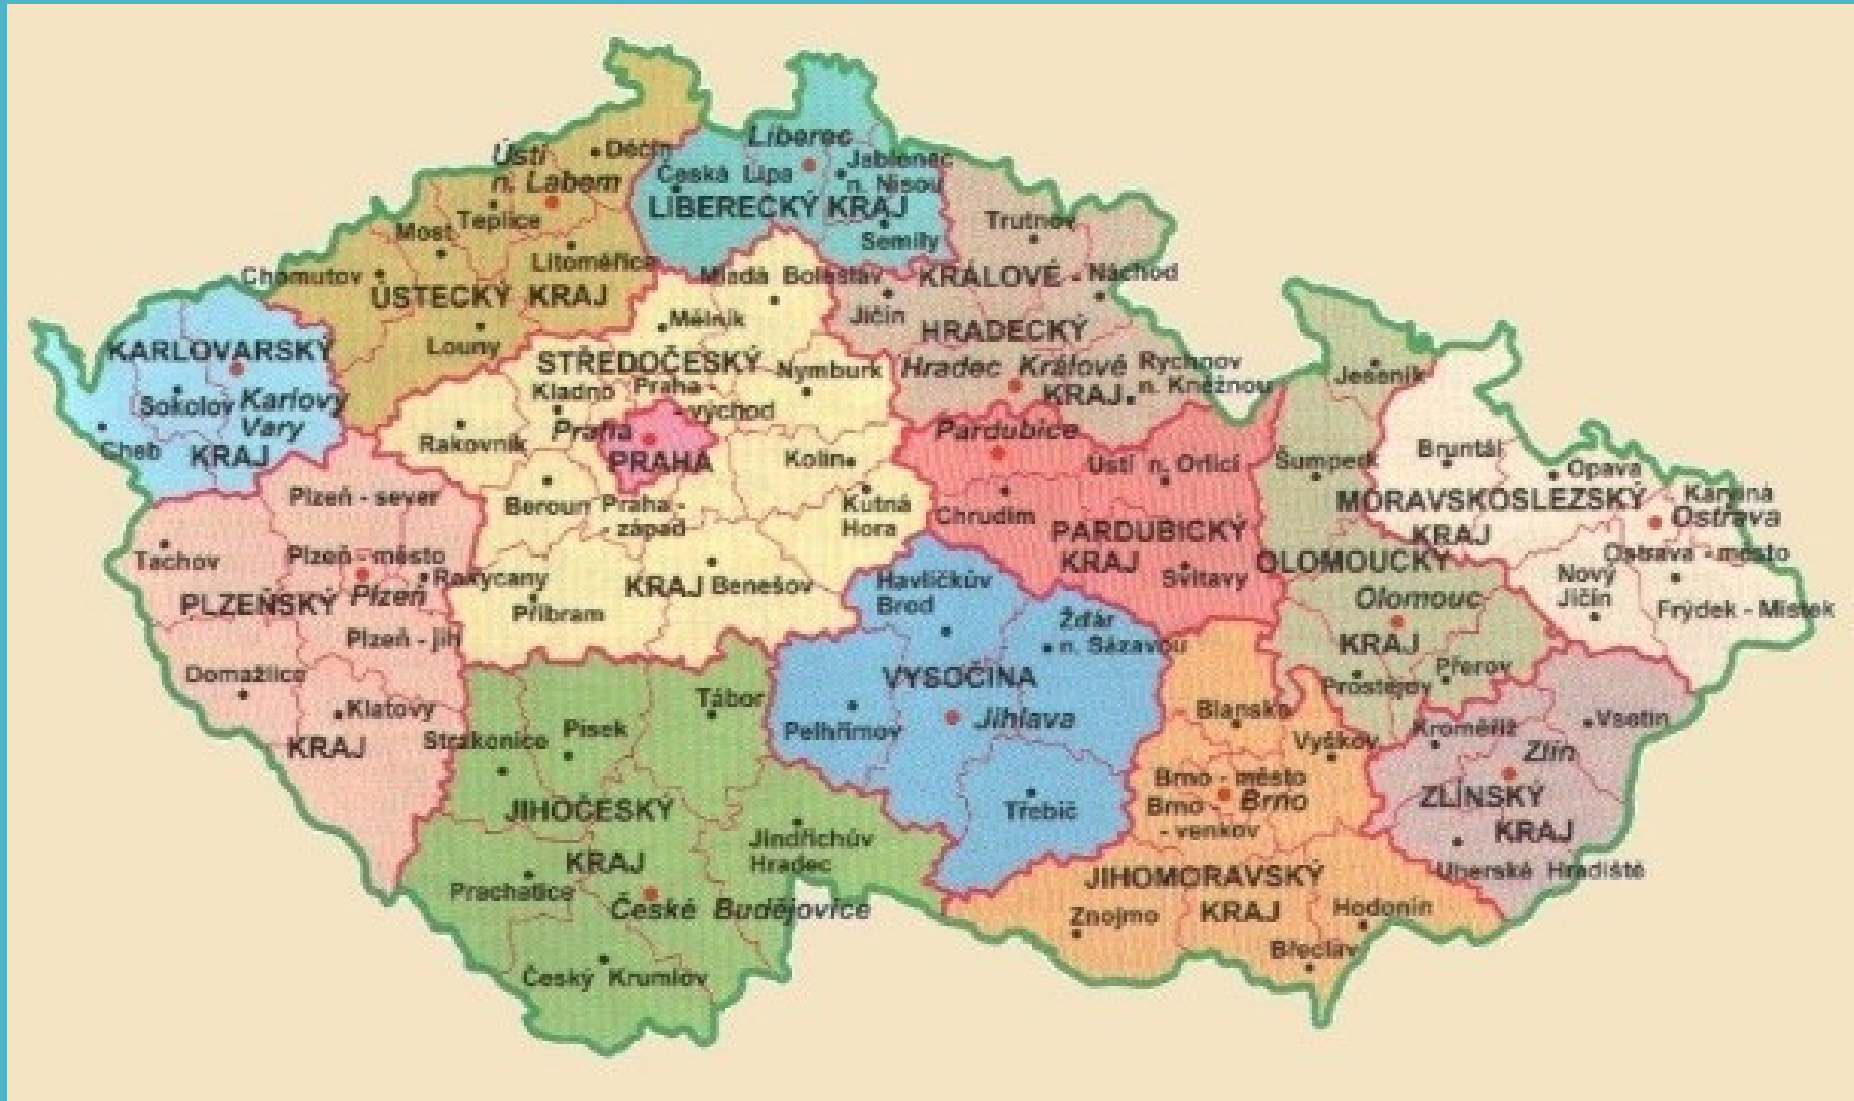 Liberec
Ústí
n. Labem
Děčín
Česká Lípa
Jablonec
n. Nisou
LIBERECKÝ KRAJ
Semily
Teplice
Most
Litoměřice
Chomutov
ÚSTECKÝ KRAJ
Louny
Trutnov
KRÁLOVÉ -
Náchod
Jičín
HRADECKÝ
Hradec Králové
KRAJ
Rychnov
n. Kněžnou
Mladá Boleslav
Mělník
STŘEDOČESKÝ
Nymburk
Kladno
Praha -
- východ
Rakovník
Praha
PRAHA
Kolín
Beroun
Praha -
- západ
Kutná
Hora
KRAJ
Benešov
Příbram
KARLOVARSKÝ
Sokolov
Karlovy
Vary
Cheb
KRAJ
Plzeň - sever
Tachov
Plzeň - město
Rokycany
PLZEŇSKÝ
Plzeň
Plzeň - jih
Domažlice
Klatovy
KRAJ
Pardubice
Ústí n. Orlicí
Chrudim
PARDUBICKÝ
KRAJ
Svitavy
Jeseník
Šumperk
Bruntál
Opava
MORAVSKOSLEZSKÝ
KRAJ
Karviná
Ostrava
Ostrava - město
Nový
Jičín
Frýdek - Místek
OLOMOUCKÝ
Olomouc
KRAJ
Přerov
Prostějov
Havlíčkův
Brod
Žďár
n. Sázavou
VYSOČINA
Jihlava
Pelhřimov
Třebíč
Tábor
Písek
Strakonice
JIHOČESKÝ
KRAJ
Jindřichův
Hradec
Prachatice
České Budějovice
Český Krumlov
Blansko
Vyškov
Brno - město
Brno -
- venkov
Brno
JIHOMORAVSKÝ
KRAJ
Znojmo
Hodonín
Břeclav
Kroměříž
Vsetín
Zlín
ZLÍNSKÝ
KRAJ
Uherské Hradiště